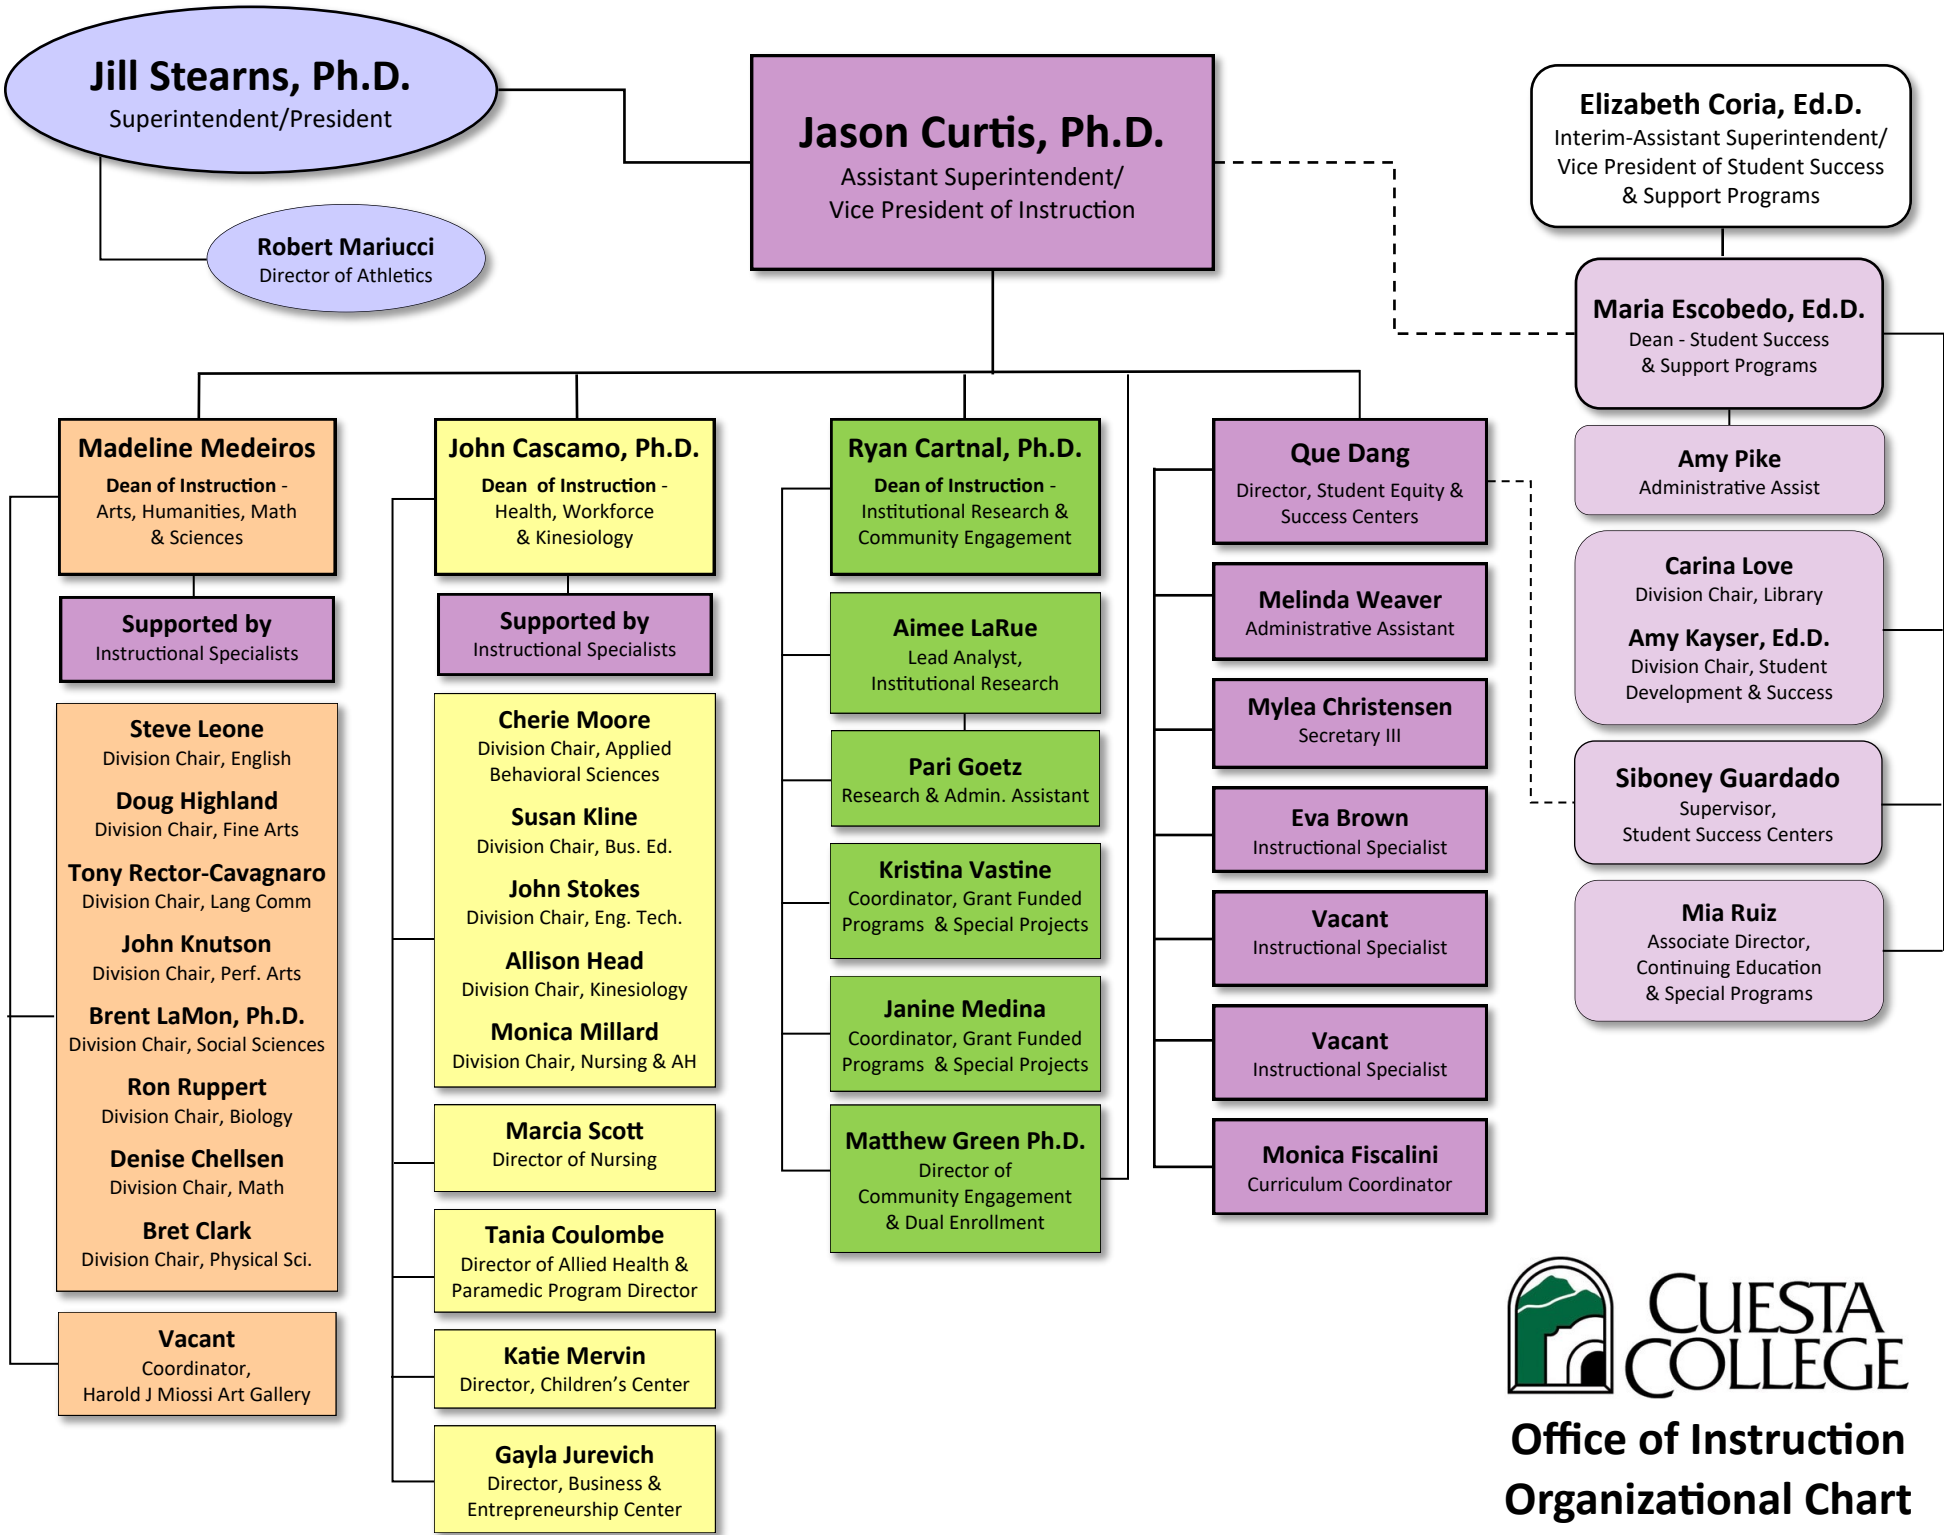 Jill Stearns, Ph.D.
Superintendent/President
Robert Mariucci
Director of Athletics
Jason Curtis, Ph.D.
Assistant Superintendent/
Vice President of Instruction
Elizabeth Coria, Ed.D.
Interim-Assistant Superintendent/
Vice President of Student Success
& Support Programs
Maria Escobedo, Ed.D.
Dean - Student Success
& Support Programs
Amy Pike
Administrative Assist
Carina Love
Division Chair, Library
Amy Kayser, Ed.D.
Division Chair, Student
Development & Success
Siboney Guardado
Supervisor,
Student Success Centers
Mia Ruiz
Associate Director,
Continuing Education
& Special Programs
Madeline Medeiros
Dean of Instruction -
Arts, Humanities, Math
& Sciences
Supported by
Instructional Specialists
Steve Leone
Division Chair, English
Doug Highland
Division Chair, Fine Arts
Tony Rector-Cavagnaro
Division Chair, Lang Comm
John Knutson
Division Chair, Perf. Arts
Brent LaMon, Ph.D.
Division Chair, Social Sciences
Ron Ruppert
Division Chair, Biology
Denise Chellsen
Division Chair, Math
Bret Clark
Division Chair, Physical Sci.
Vacant
Coordinator,
Harold J Miossi Art Gallery
John Cascamo, Ph.D.
Dean of Instruction -
Health, Workforce
& Kinesiology
Supported by
Instructional Specialists
Cherie Moore
Division Chair, Applied
Behavioral Sciences
Susan Kline
Division Chair, Bus. Ed.
John Stokes
Division Chair, Eng. Tech.
Allison Head
Division Chair, Kinesiology
Monica Millard
Division Chair, Nursing & AH
Marcia Scott
Director of Nursing
Tania Coulombe
Director of Allied Health &
Paramedic Program Director
Katie Mervin
Director, Children’s Center
Gayla Jurevich
Director, Business &
Entrepreneurship Center
Ryan Cartnal, Ph.D.
Dean of Instruction -
Institutional Research &
Community Engagement
Aimee LaRue
Lead Analyst,
Institutional Research
Pari Goetz
Research & Admin. Assistant
Kristina Vastine
Coordinator, Grant Funded
Programs & Special Projects
Janine Medina
Coordinator, Grant Funded
Programs & Special Projects
Matthew Green Ph.D.
Director of
Community Engagement
& Dual Enrollment
Que Dang
Director, Student Equity &
Success Centers
Melinda Weaver
Administrative Assistant
Mylea Christensen
Secretary III
Eva Brown
Instructional Specialist
Vacant
Instructional Specialist
Vacant
Instructional Specialist
Monica Fiscalini
Curriculum Coordinator
CUESTA
COLLEGE
Office of Instruction
Organizational Chart